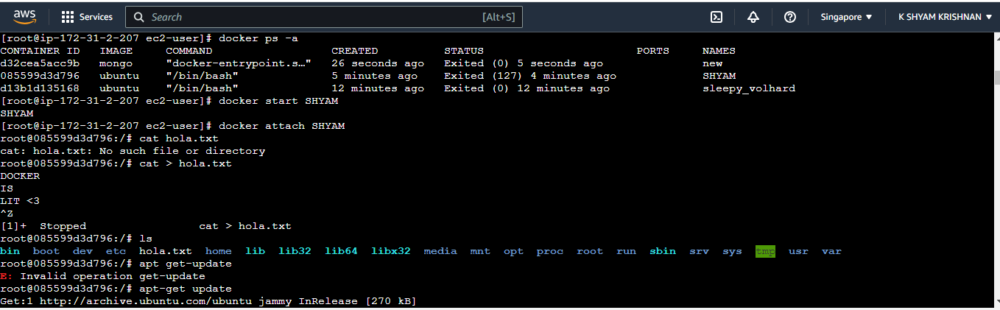 aws Services Search [Alt+S] Singapore K SHYAM KRISHNAN
[root@ip-172-31-2-207 ec2-user]# docker ps -a
CONTAINER ID   IMAGE     COMMAND                  CREATED          STATUS                       PORTS     NAMES
d32cea5acc9b   mongo     "docker-entrypoint.s…"   26 seconds ago   Exited (0) 5 seconds ago               new
085599d3d796   ubuntu    "/bin/bash"              5 minutes ago    Exited (127) 4 minutes ago             SHYAM
d13b1d135168   ubuntu    "/bin/bash"              12 minutes ago   Exited (0) 12 minutes ago              sleepy_volhard
[root@ip-172-31-2-207 ec2-user]# docker start SHYAM
SHYAM
[root@ip-172-31-2-207 ec2-user]# docker attach SHYAM
root@085599d3d796:/# cat hola.txt
cat: hola.txt: No such file or directory
root@085599d3d796:/# cat > hola.txt
DOCKER
IS
LIT <3
^Z
[1]+  Stopped                 cat > hola.txt
root@085599d3d796:/# ls
bin  boot  dev  etc  hola.txt  home  lib  lib32  lib64  libx32  media  mnt  opt  proc  root  run  sbin  srv  sys  tmp  usr  var
root@085599d3d796:/# apt get-update
E: Invalid operation get-update
root@085599d3d796:/# apt-get update
Get:1 http://archive.ubuntu.com/ubuntu jammy InRelease [270 kB]